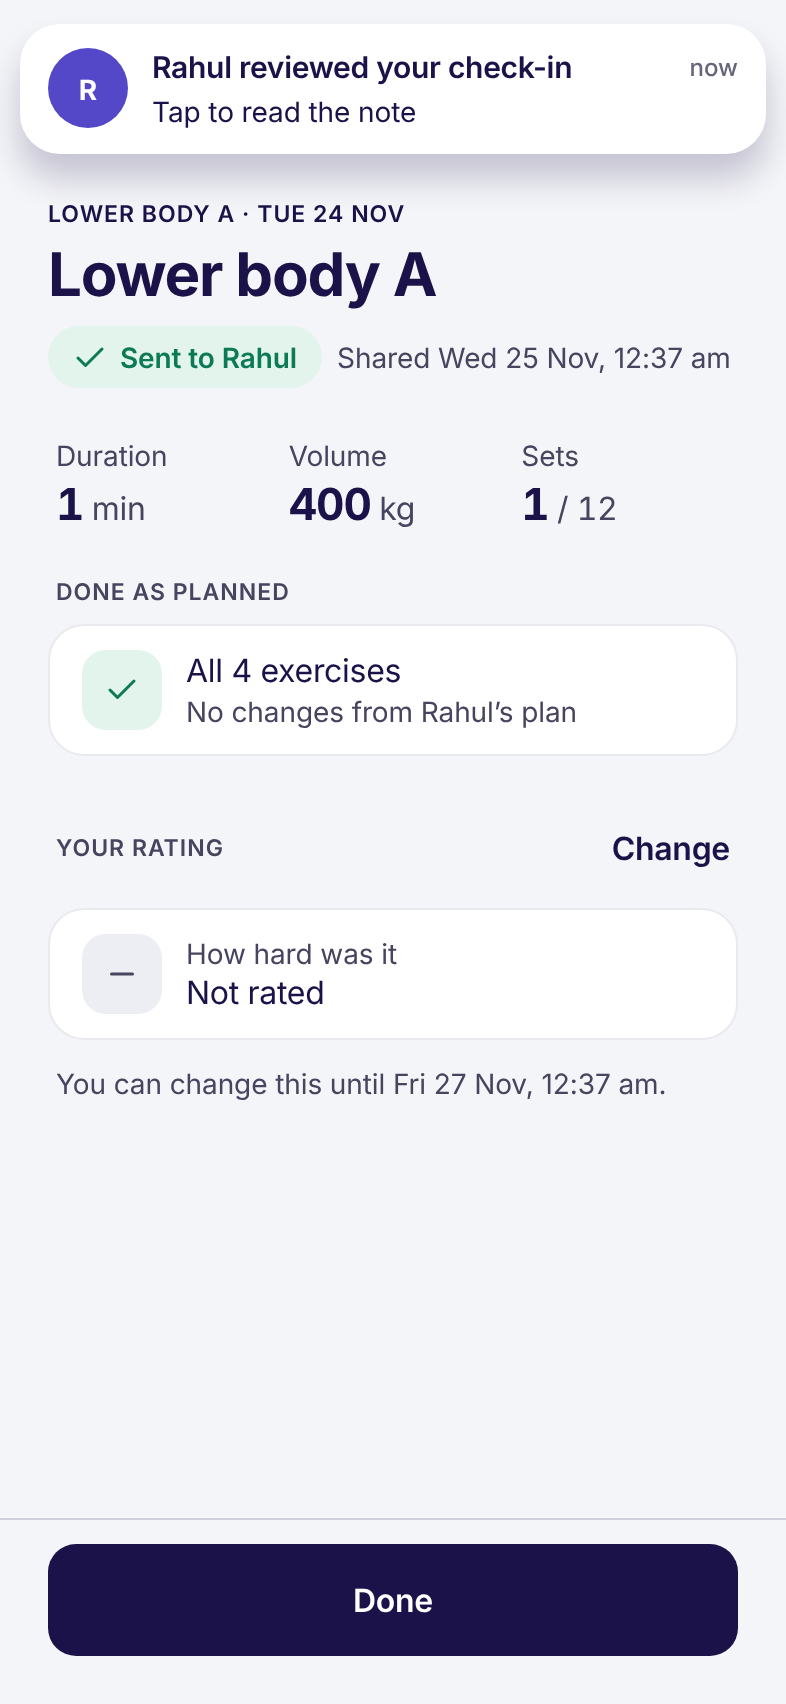 R
Rahul reviewed your check-in
now
Tap to read the note
LOWER BODY A · TUE 24 NOV
Lower body A
Sent to Rahul
Shared Wed 25 Nov, 12:37 am
Duration
Volume
Sets
1 min
400 kg
1 / 12
DONE AS PLANNED
All 4 exercises
No changes from Rahul’s plan
YOUR RATING
Change
How hard was it
Not rated
You can change this until Fri 27 Nov, 12:37 am.
Done